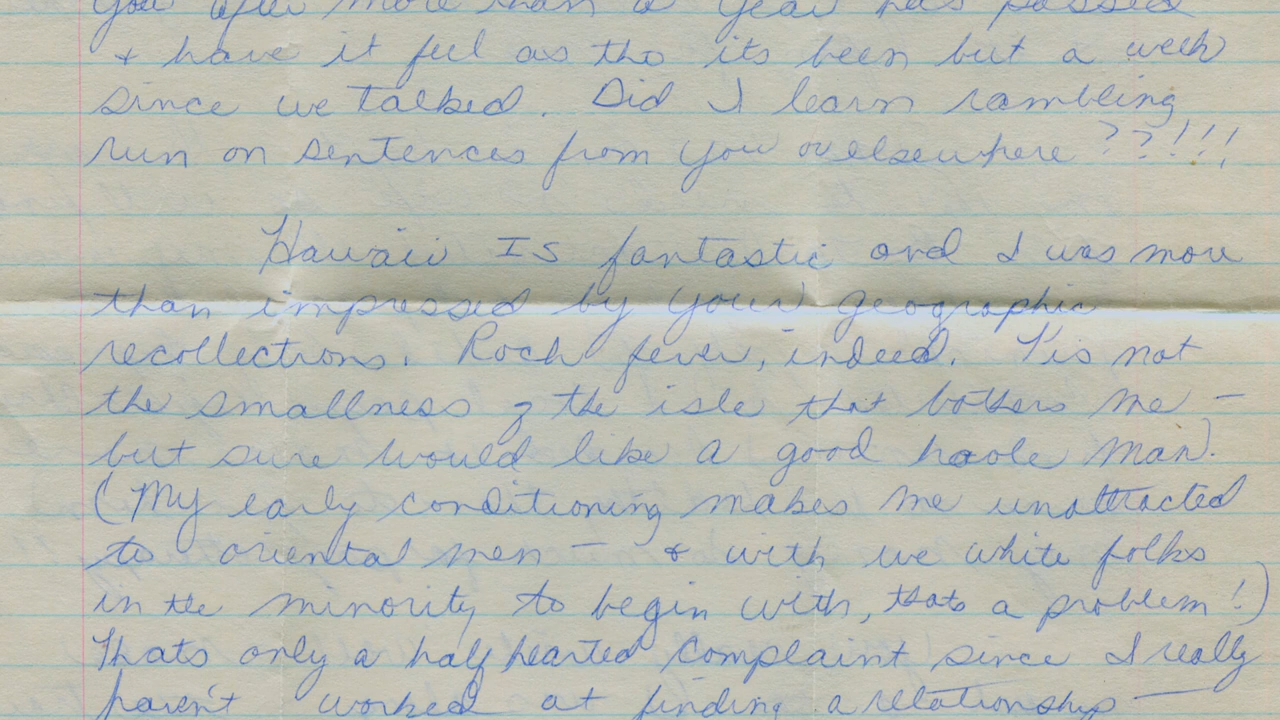 you after more than a year has passed
& have it feel as tho its been but a week
since we talked. Did I learn rambling
run on sentences from you or elsewhere ??!!!
Hawaii IS fantastic and I was more
than impressed by your geographic
recollections. Rock fever, indeed. Tis not
the smallness of the isle that bothers me –
but sure would like a good haole man.
(My early conditioning makes me unattracted
to oriental men – & with we white folks
in the minority to begin with, thats a problem!)
Thats only a half hearted complaint since I really
haven't worked at finding a relationship –